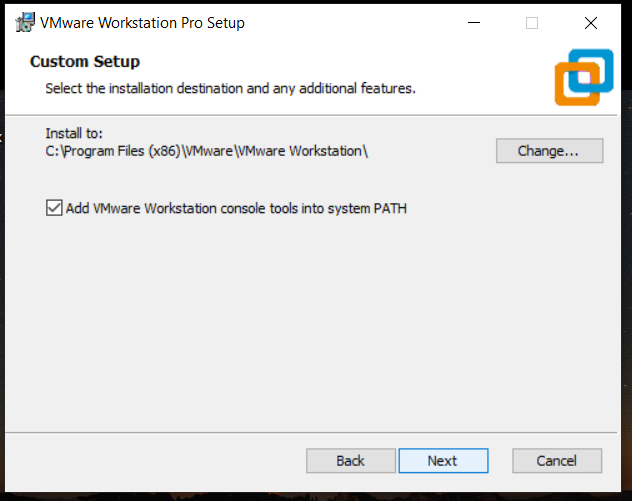 VMware Workstation Pro Setup
Custom Setup
Select the installation destination and any additional features.
Install to:
C:\Program Files (x86)\VMware\VMware Workstation\
Change...
Add VMware Workstation console tools into system PATH
Back
Next
Cancel